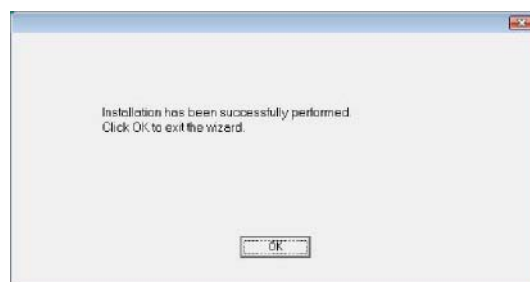 Installation has been successfully performed.
Click OK to exit the wizard.
OK